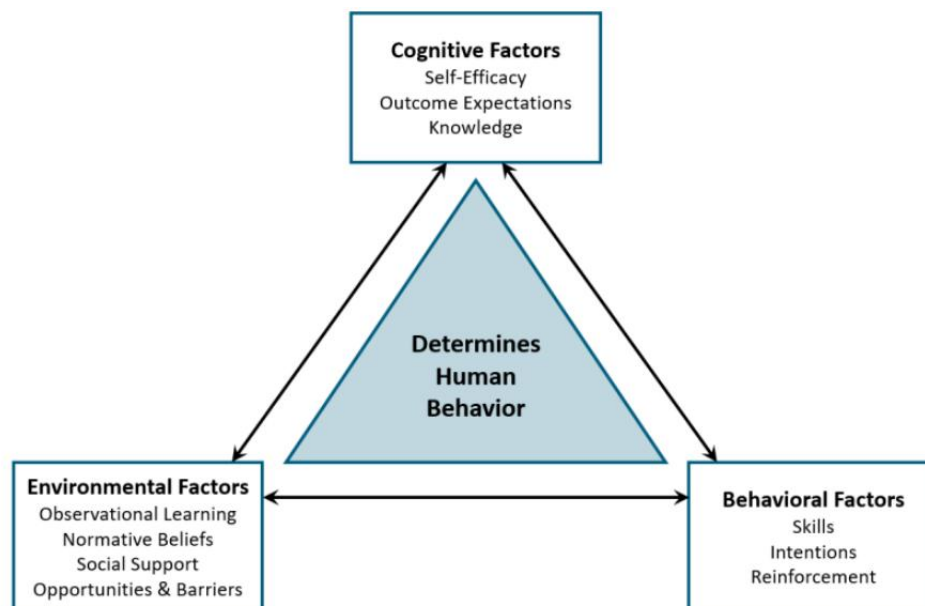 Cognitive Factors
Self-Efficacy
Outcome Expectations
Knowledge
Determines
Human
Behavior
Environmental Factors
Observational Learning
Normative Beliefs
Social Support
Opportunities & Barriers
Behavioral Factors
Skills
Intentions
Reinforcement